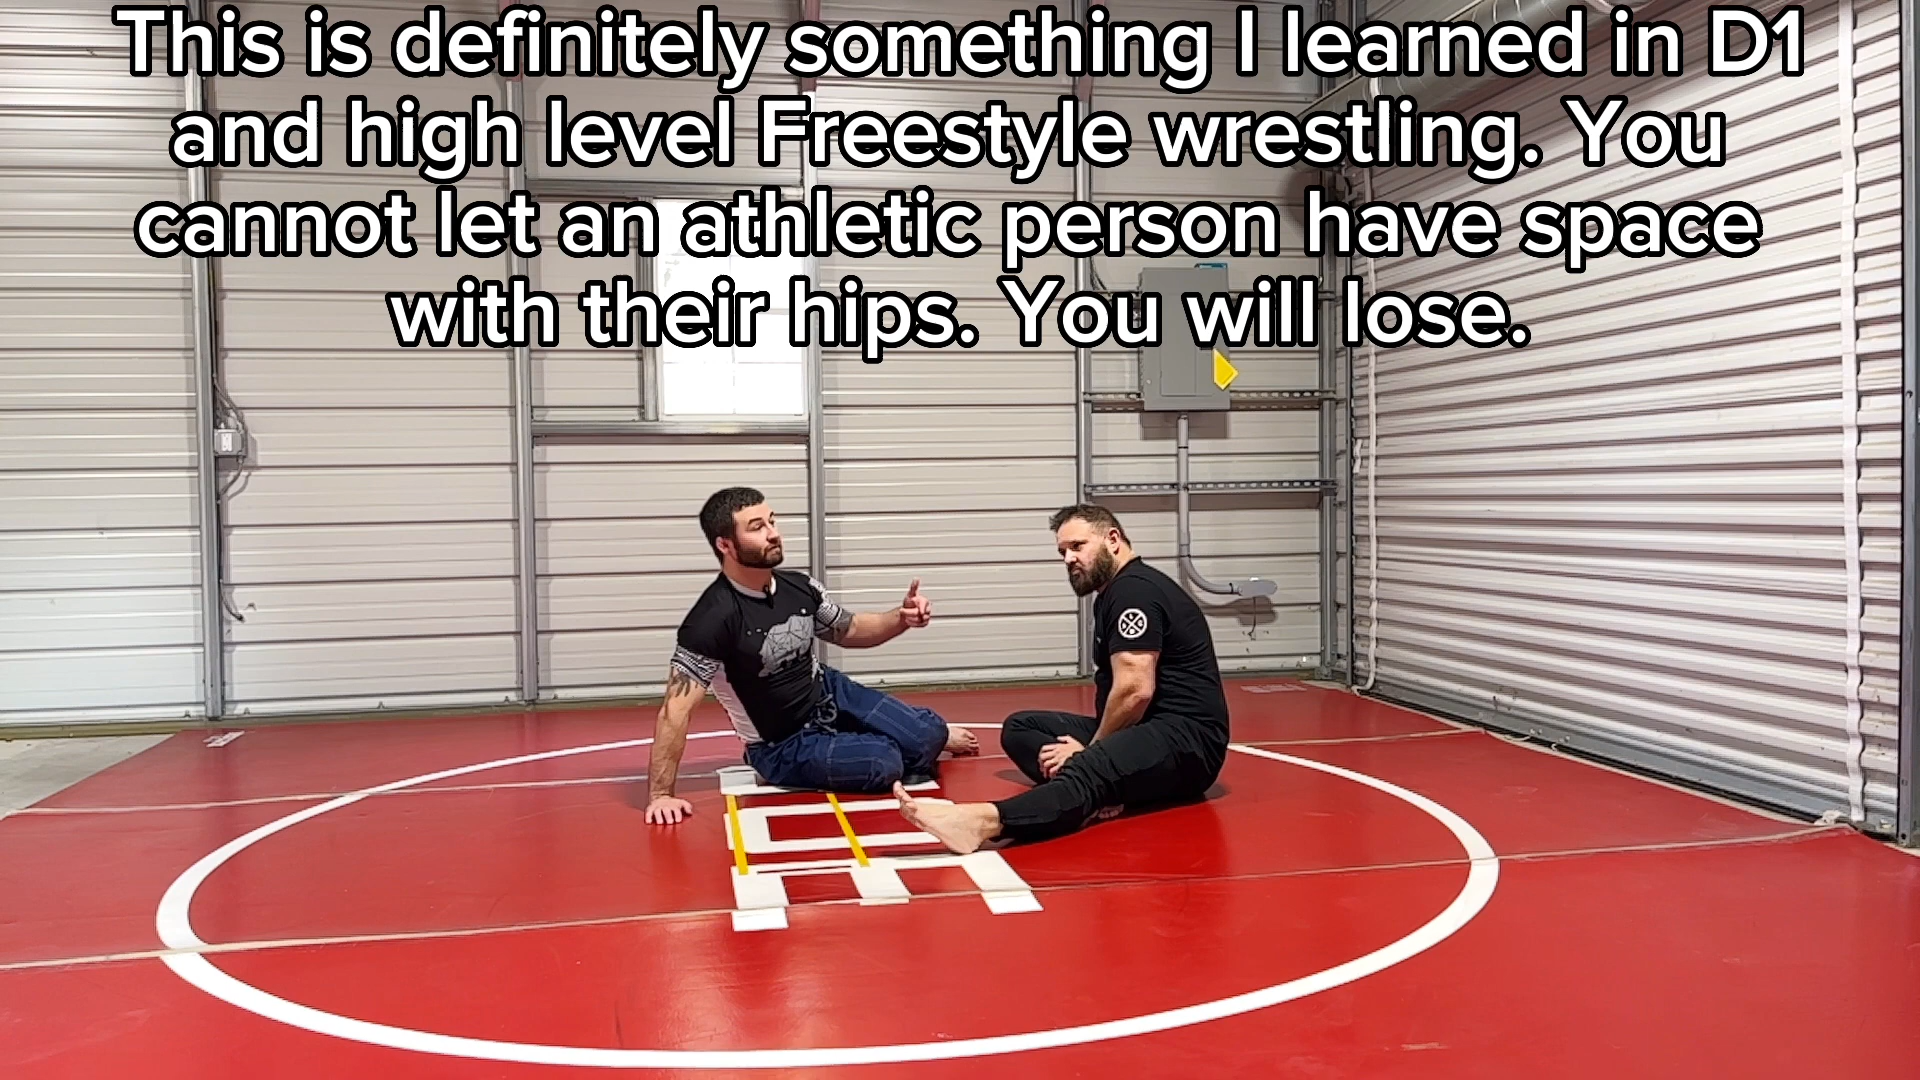 This is definitely something I learned in D1
and high level Freestyle wrestling. You
cannot let an athletic person have space
with their hips. You will lose.